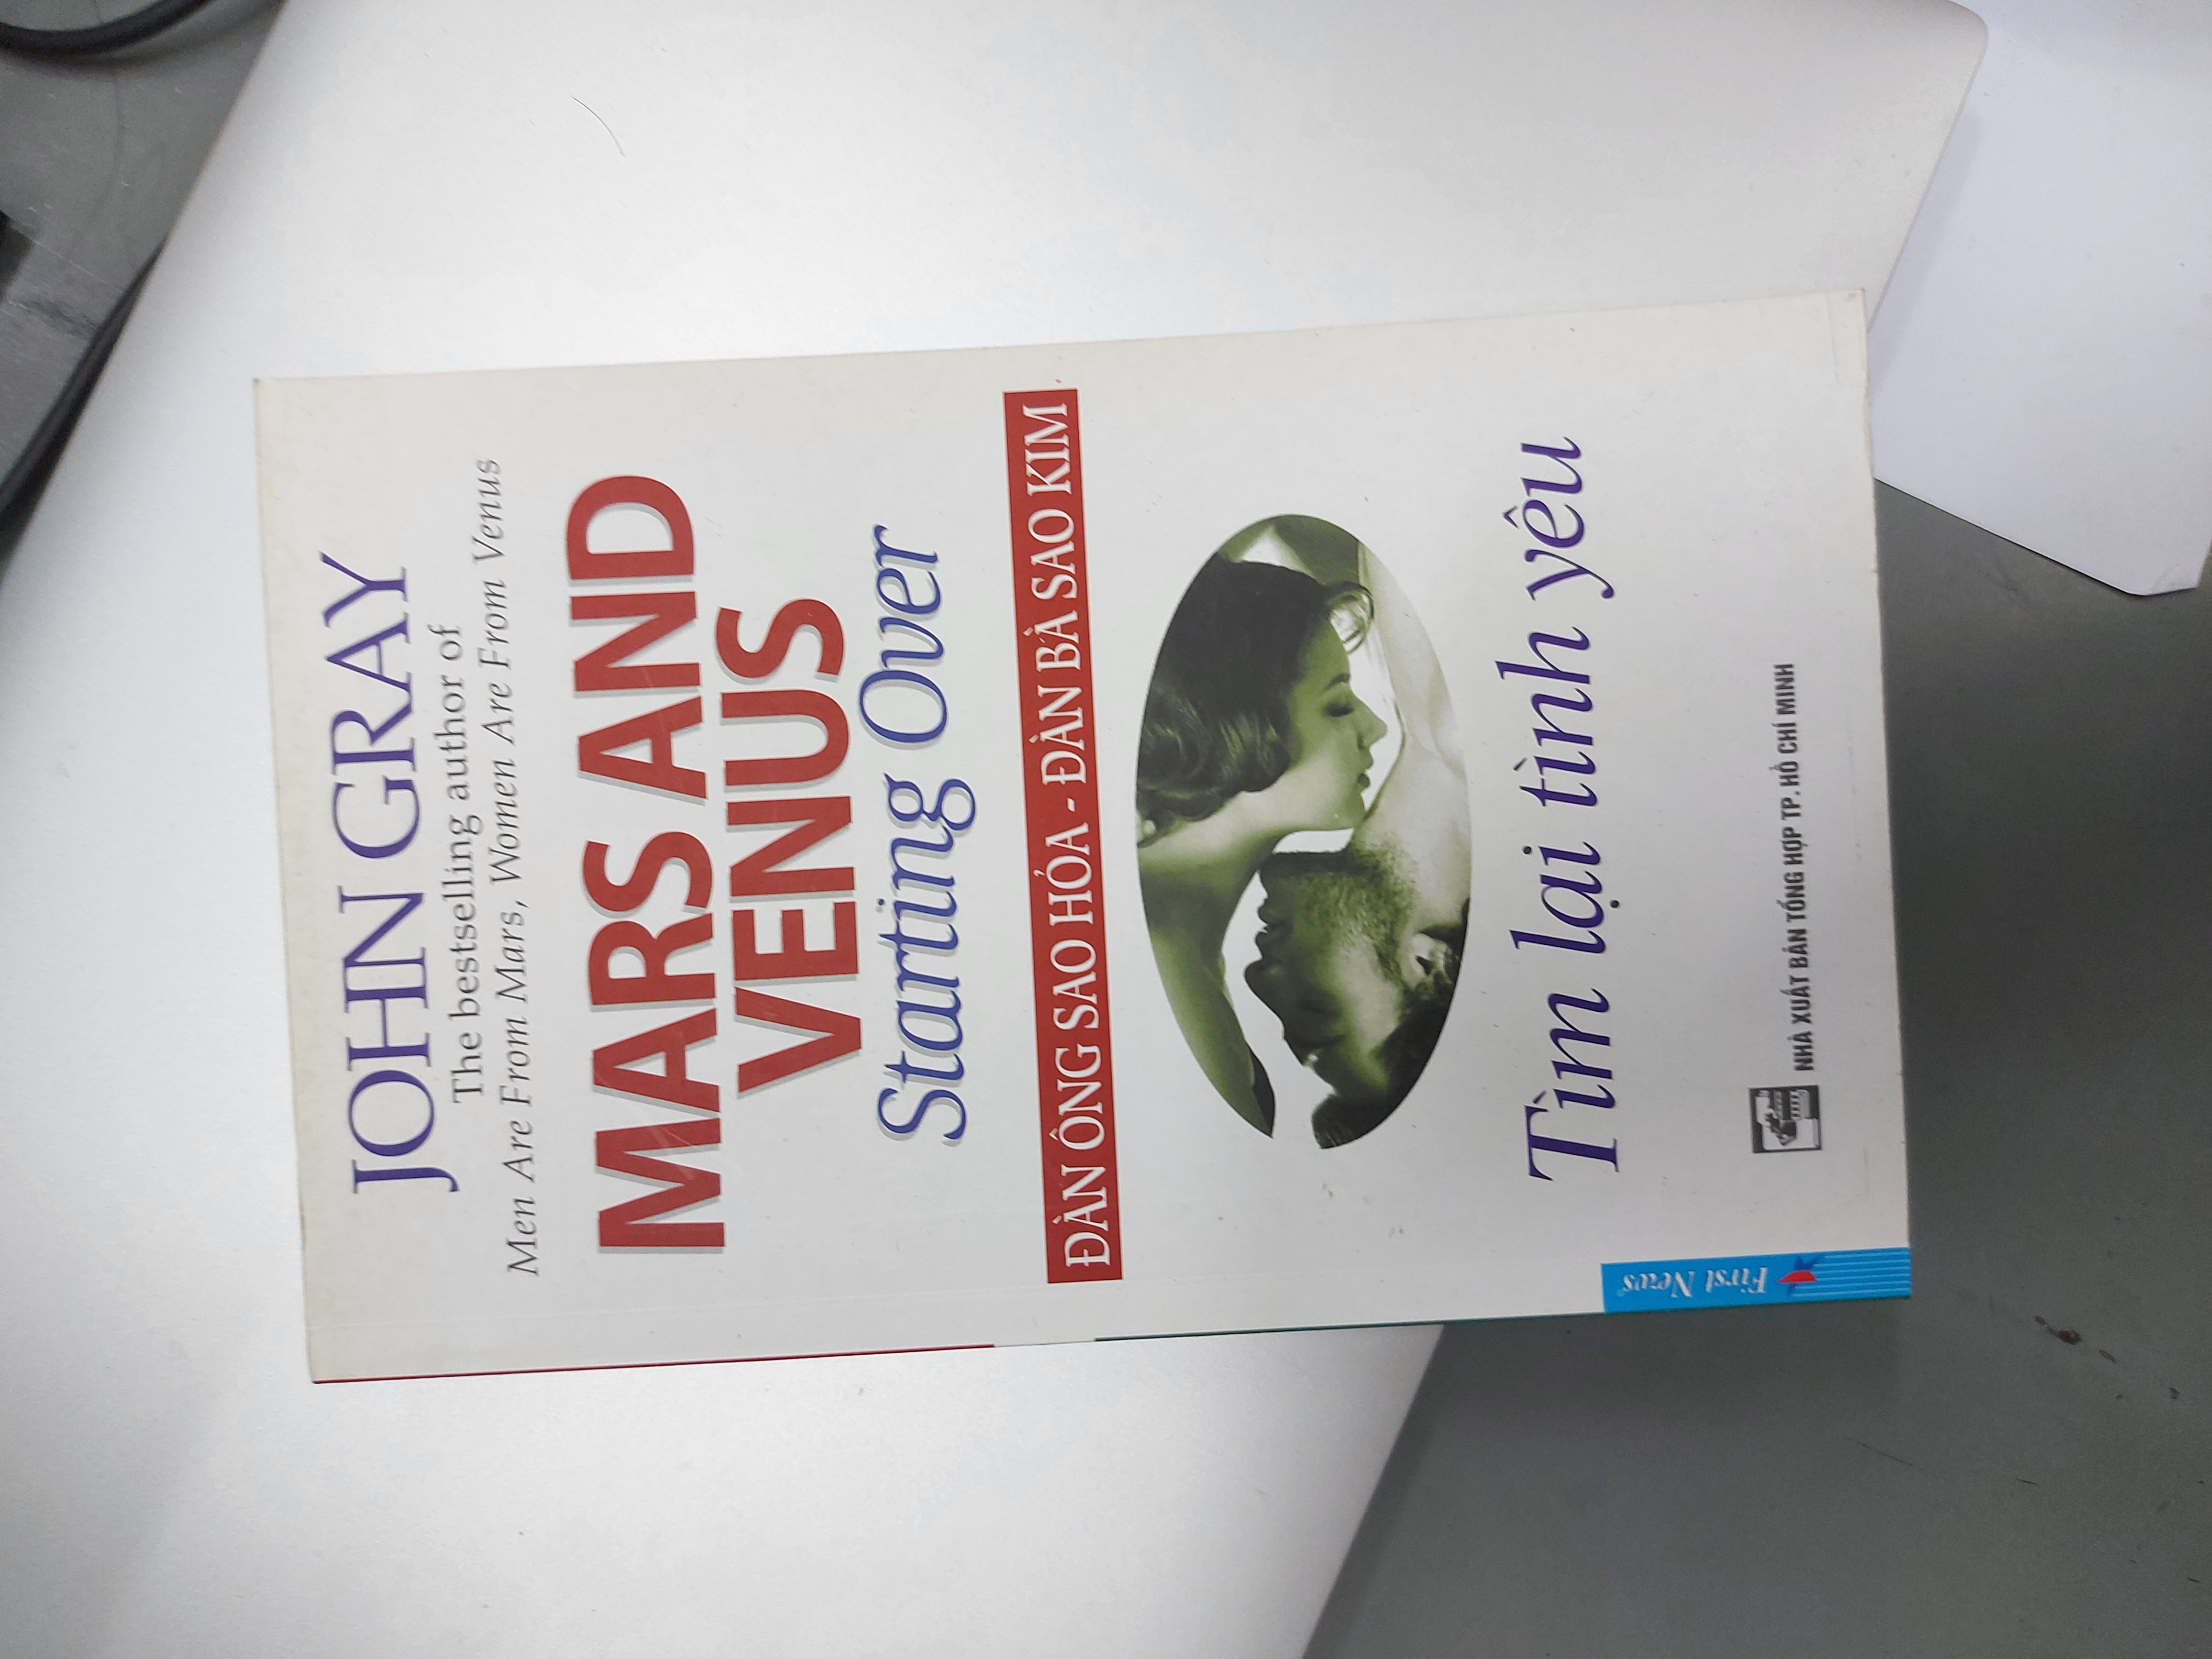 JOHN GRAY
The bestselling author of
Men Are From Mars, Women Are From Venus
MARS AND
VENUS
Starting Over
ĐÀN ÔNG SAO HỎA - ĐÀN BÀ SAO KIM
Tìm lại tình yêu
First News
NHÀ XUẤT BẢN TỔNG HỢP TP. HỒ CHÍ MINH